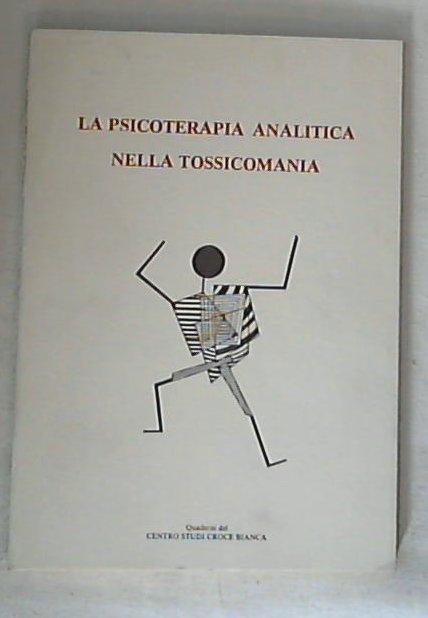 LA PSICOTERAPIA ANALITICA
NELLA TOSSICOMANIA
Quaderni del
CENTRO STUDI CROCE BIANCA